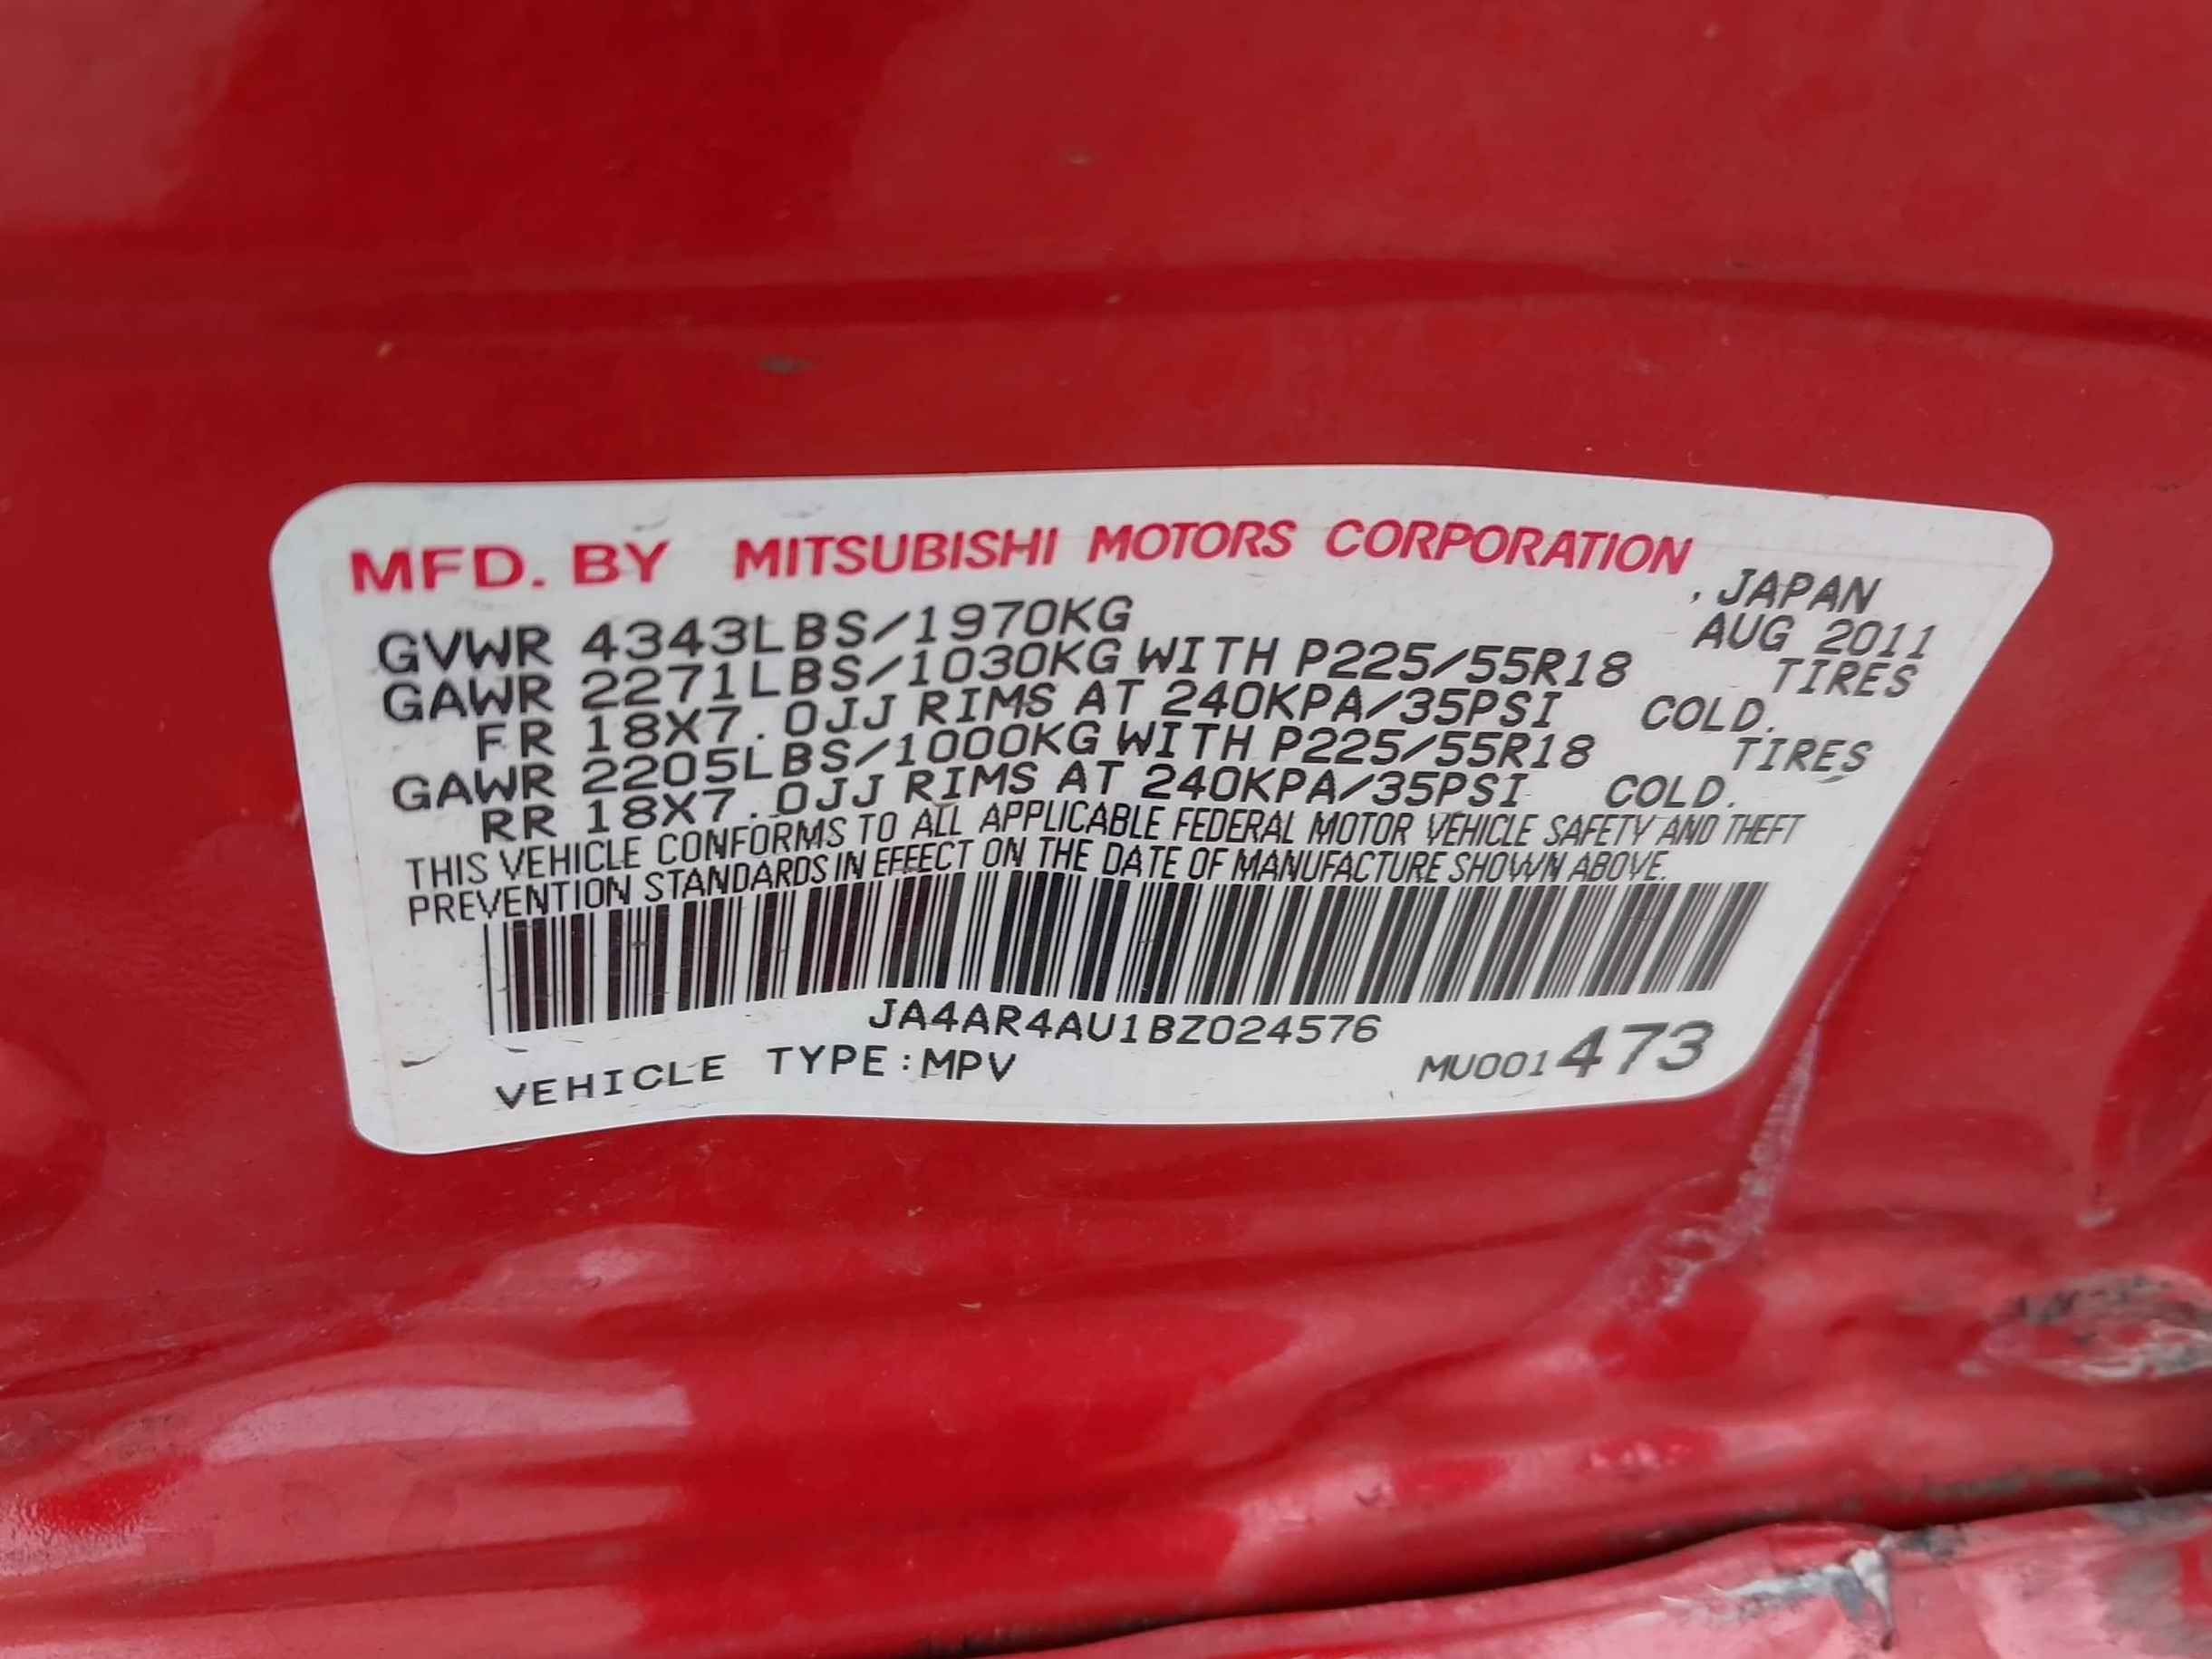 MFD. BY MITSUBISHI MOTORS CORPORATION , JAPAN
GVWR 4343LBS/1970KG AUG 2011
GAWR 2271LBS/1030KG WITH P225/55R18 TIRES
FR 18X7.0JJ RIMS AT 240KPA/35PSI COLD.
GAWR 2205LBS/1000KG WITH P225/55R18 TIRES
RR 18X7.0JJ RIMS AT 240KPA/35PSI COLD.
THIS VEHICLE CONFORMS TO ALL APPLICABLE FEDERAL MOTOR VEHICLE SAFETY AND THEFT
PREVENTION STANDARDS IN EFFECT ON THE DATE OF MANUFACTURE SHOWN ABOVE.
JA4AR4AU1BZ024576
VEHICLE TYPE:MPV MU001473